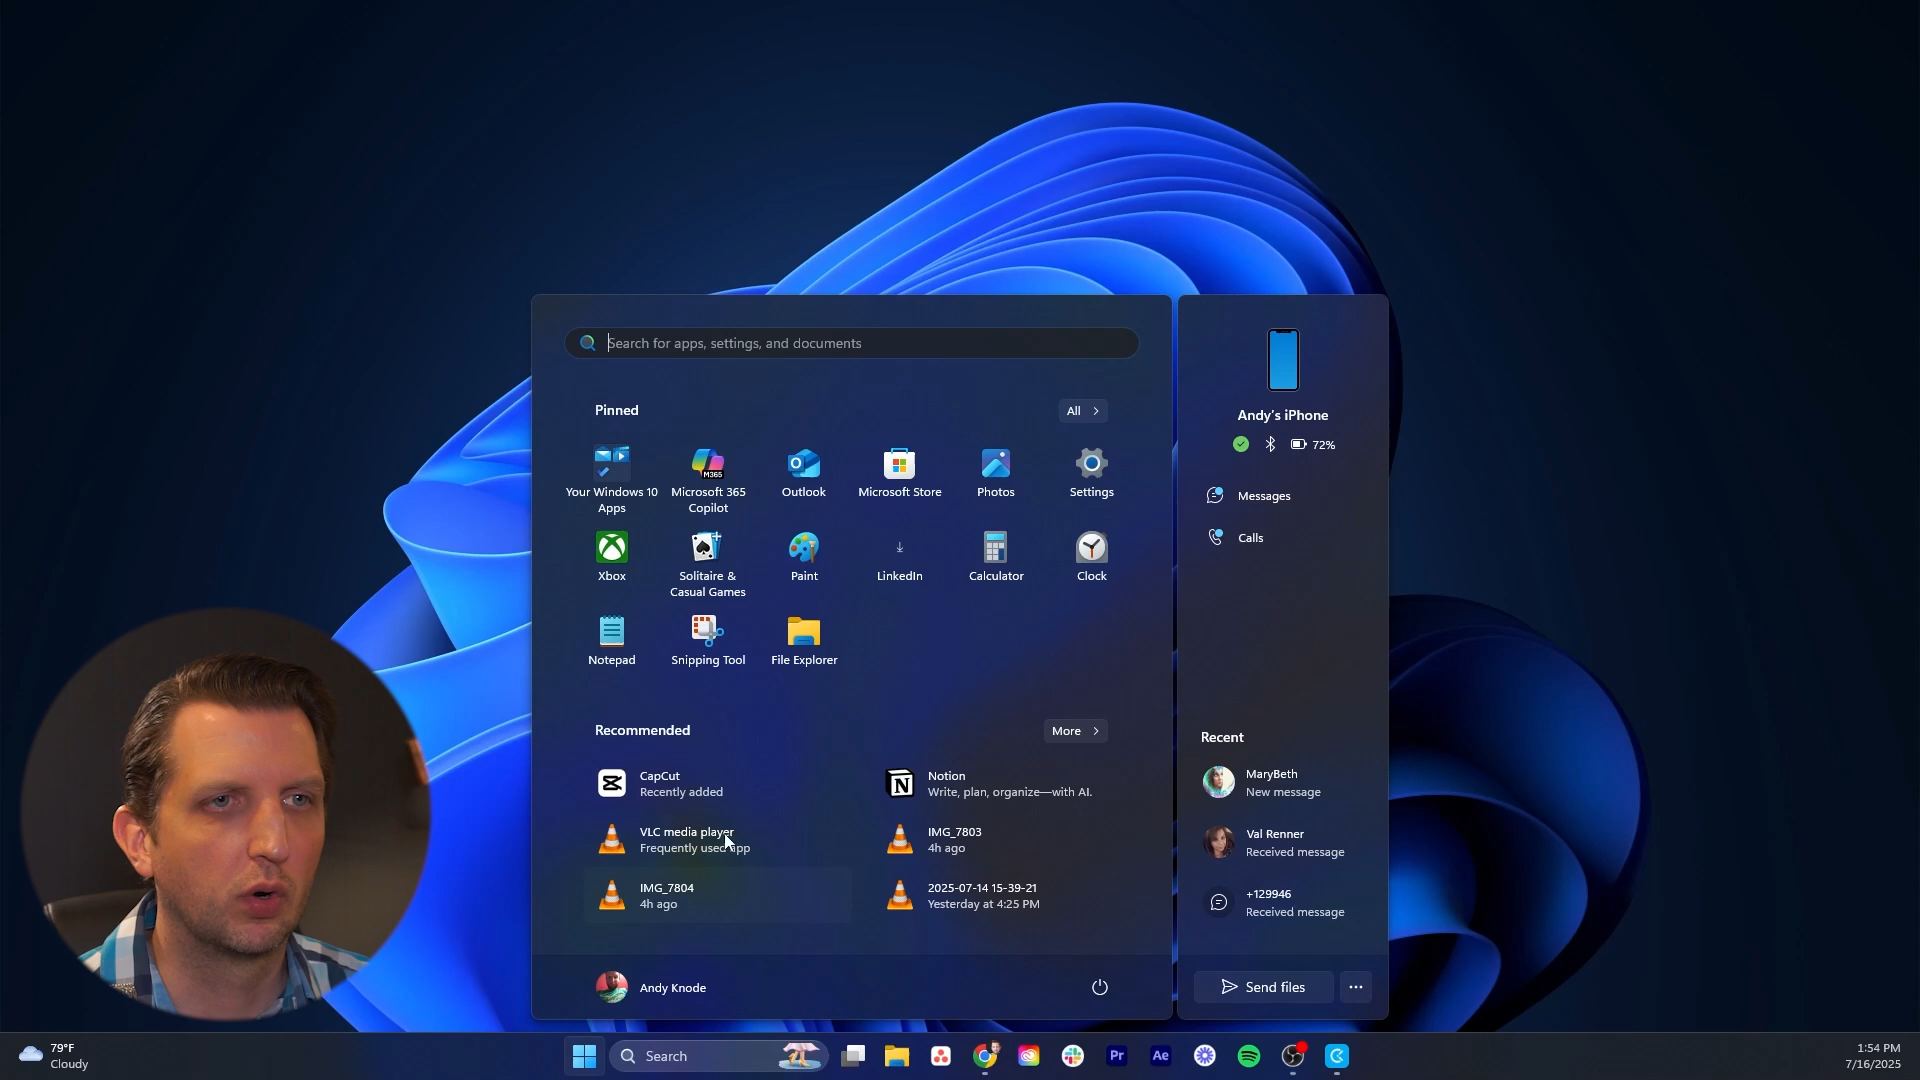 Search for apps, settings, and documents
Pinned
All
Your Windows 10
Apps
M365
Microsoft 365
Copilot
Outlook
Microsoft Store
Photos
Settings
Xbox
Solitaire &
Casual Games
Paint
LinkedIn
Calculator
Clock
Notepad
Snipping Tool
File Explorer
Recommended
More
CapCut
Recently added
Notion
Write, plan, organize—with AI.
VLC media player
Frequently used app
IMG_7803
4h ago
IMG_7804
4h ago
2025-07-14 15-39-21
Yesterday at 4:25 PM
Andy Knode
Andy's iPhone
72%
Messages
Calls
Recent
MaryBeth
New message
Val Renner
Received message
+129946
Received message
Send files
79°F
Cloudy
Search
Pr
Ae
1:54 PM
7/16/2025